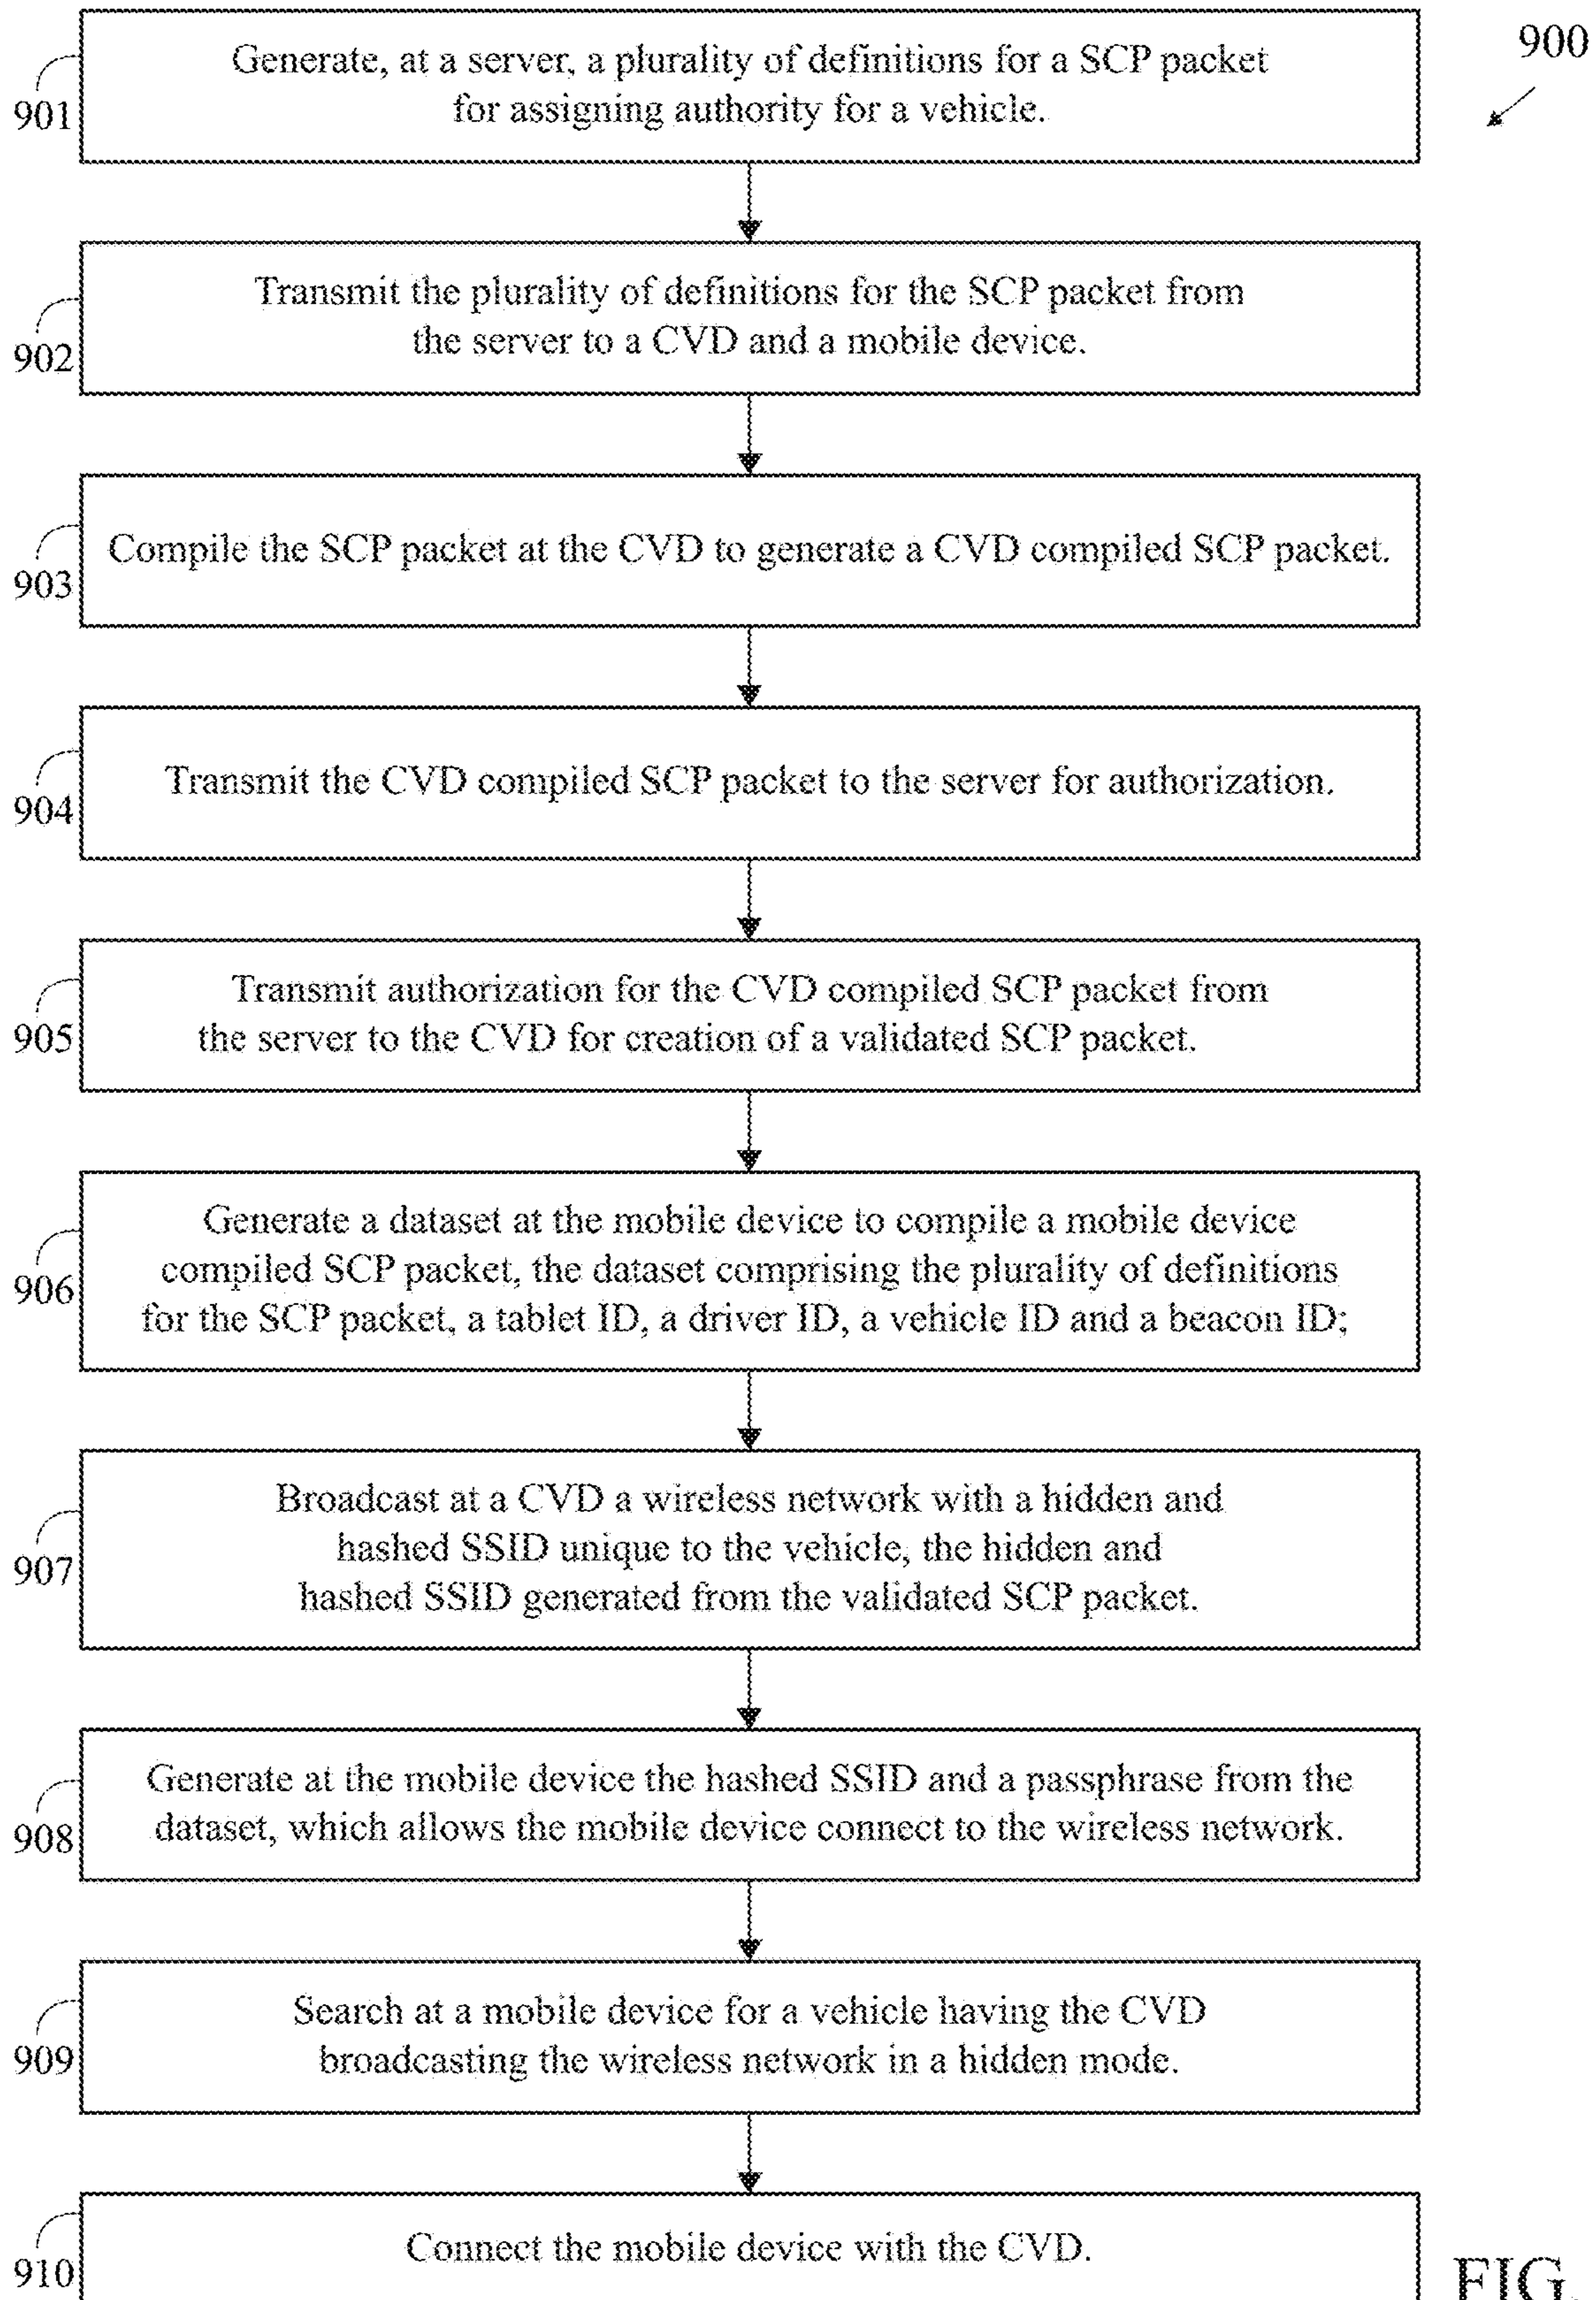 900
Generate, at a server, a plurality of definitions for a SCP packet
for assigning authority for a vehicle.
901
Transmit the plurality of definitions for the SCP packet from
the server to a CVD and a mobile device.
902
Compile the SCP packet at the CVD to generate a CVD compiled SCP packet.
903
Transmit the CVD compiled SCP packet to the server for authorization.
904
Transmit authorization for the CVD compiled SCP packet from
the server to the CVD for creation of a validated SCP packet.
905
Generate a dataset at the mobile device to compile a mobile device
compiled SCP packet, the dataset comprising the plurality of definitions
for the SCP packet, a tablet ID, a driver ID, a vehicle ID and a beacon ID;
906
Broadcast at a CVD a wireless network with a hidden and
hashed SSID unique to the vehicle, the hidden and
hashed SSID generated from the validated SCP packet.
907
Generate at the mobile device the hashed SSID and a passphrase from the
dataset, which allows the mobile device connect to the wireless network.
908
Search at a mobile device for a vehicle having the CVD
broadcasting the wireless network in a hidden mode.
909
Connect the mobile device with the CVD.
910
FIG.